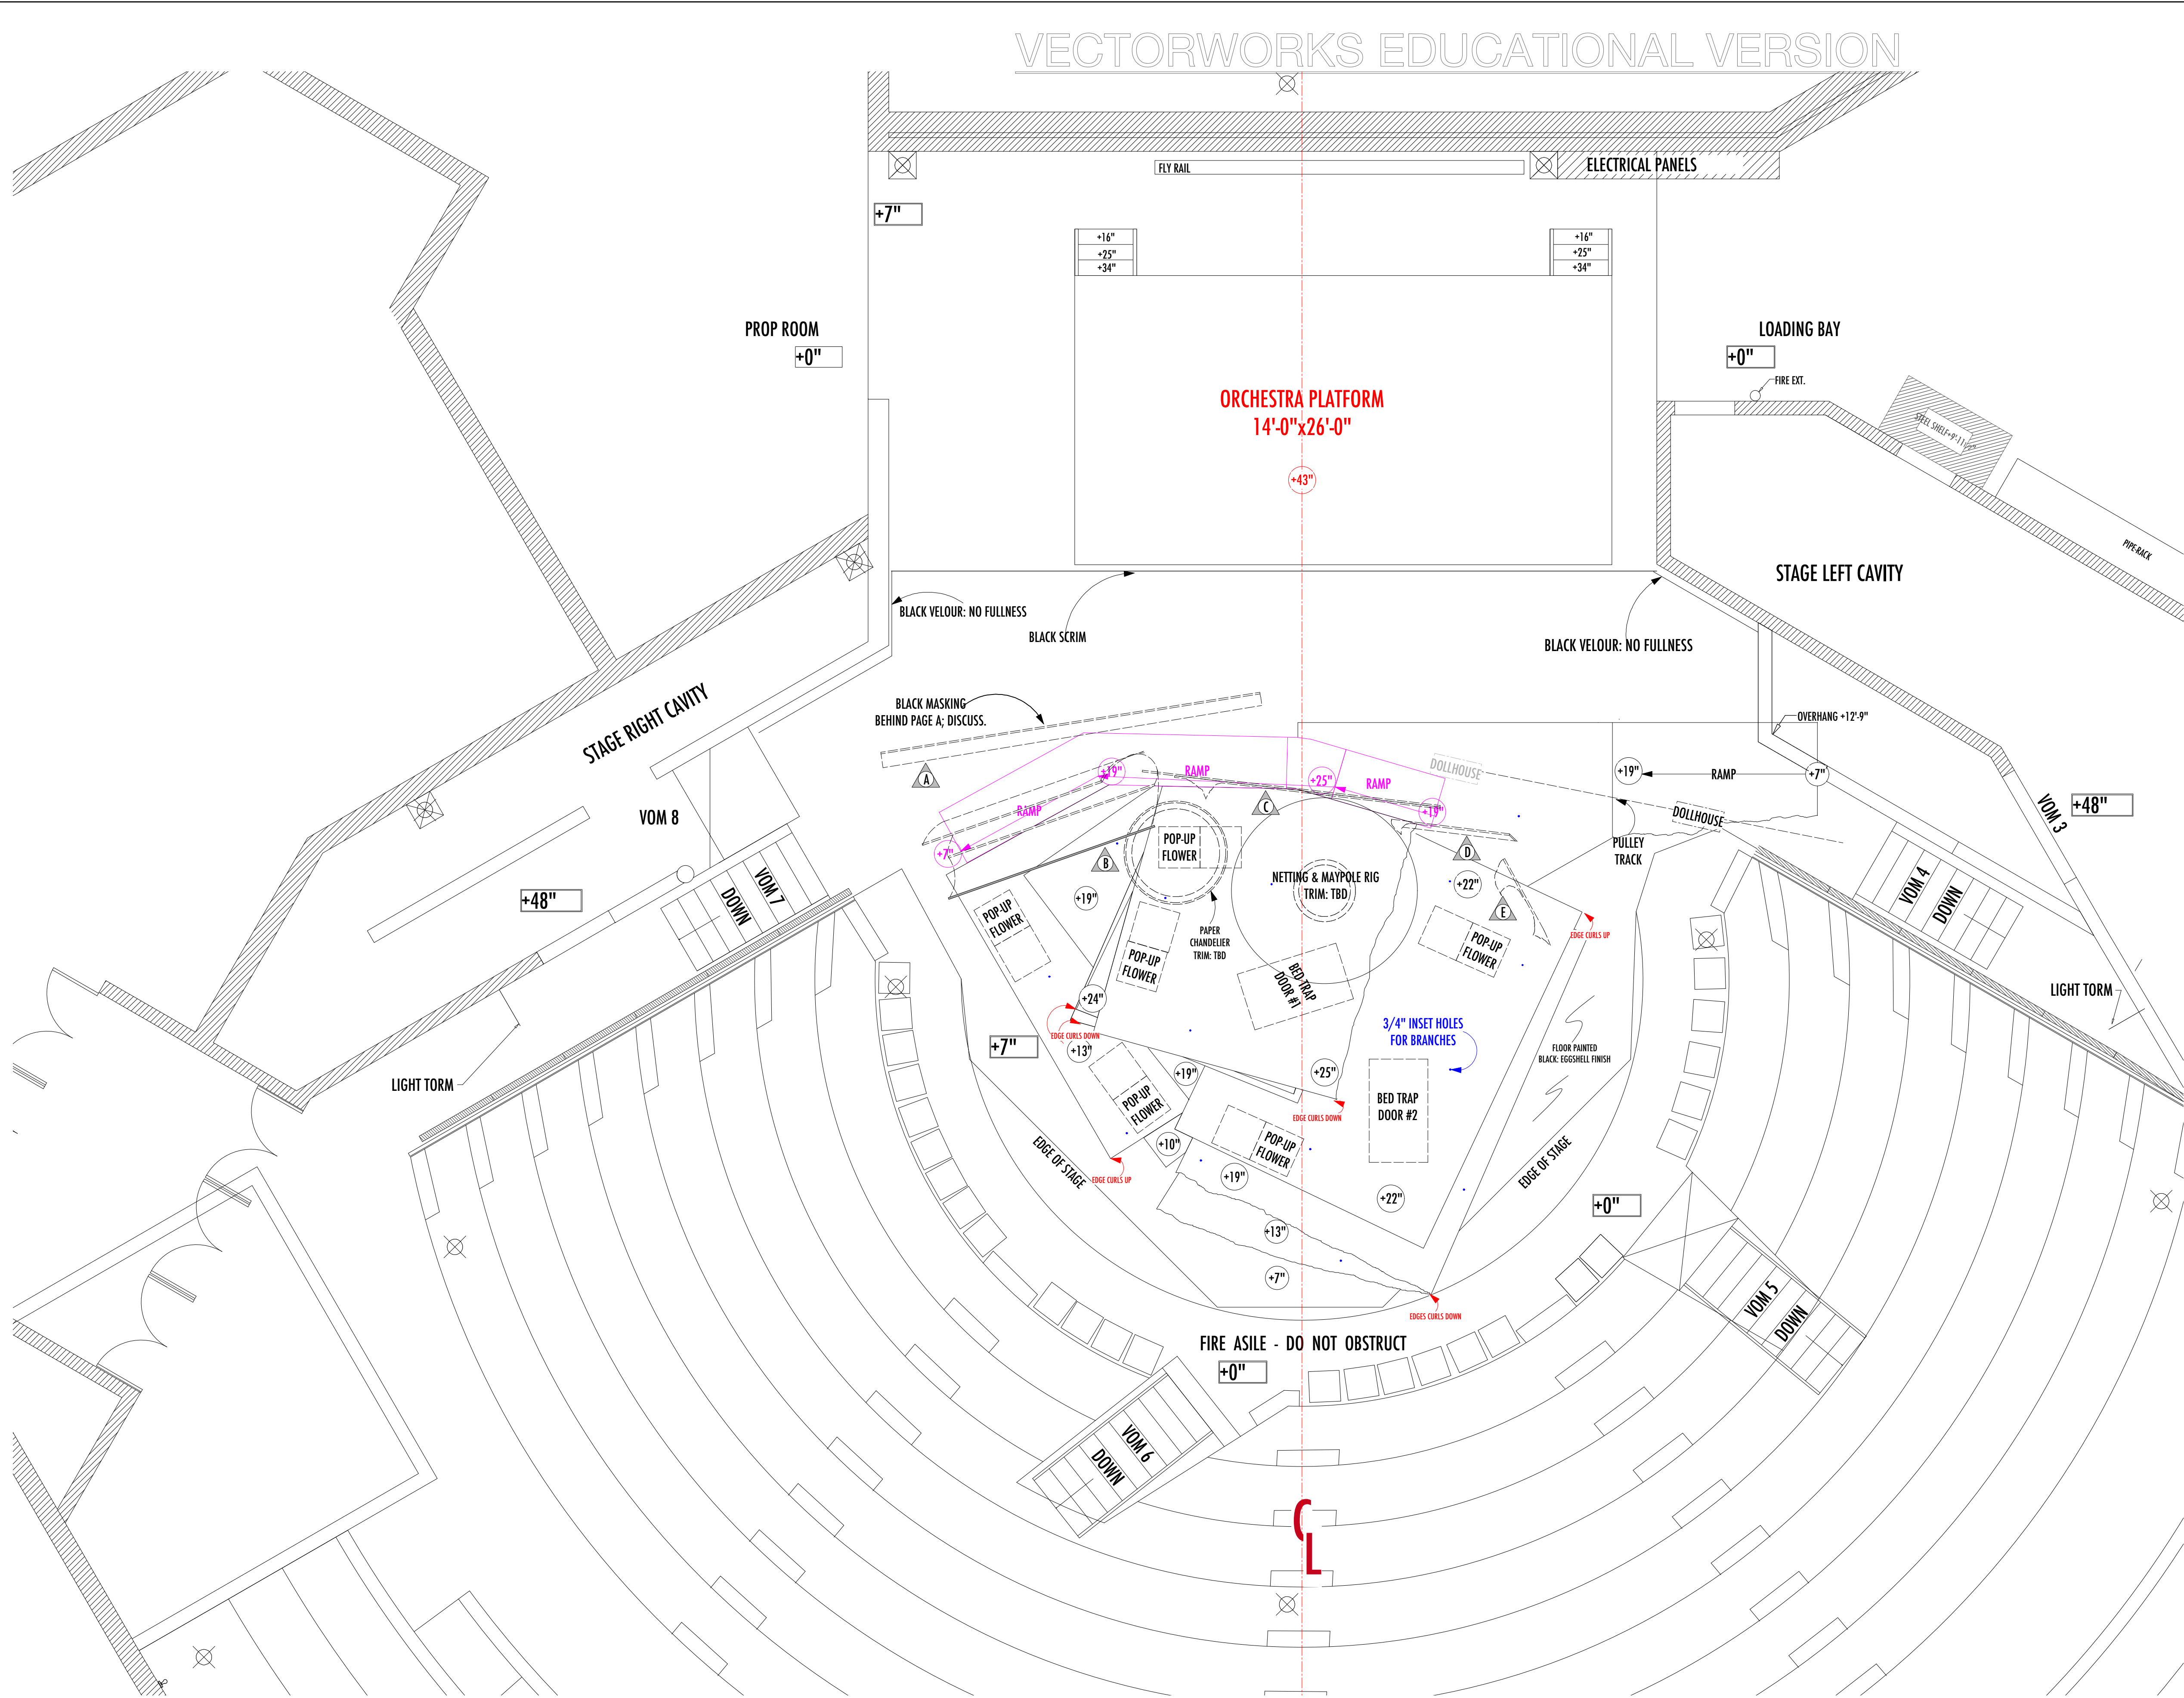 VECTORWORKS EDUCATIONAL VERSION
FLY RAIL
ELECTRICAL PANELS
+7"
+16"
+25"
+34"
+16"
+25"
+34"
PROP ROOM
+0"
LOADING BAY
+0"
FIRE EXT.
ORCHESTRA PLATFORM
14'-0"x26'-0"
+43"
PIPE-RACK
STAGE LEFT CAVITY
BLACK VELOUR: NO FULLNESS
BLACK SCRIM
BLACK VELOUR: NO FULLNESS
STAGE RIGHT CAVITY
BLACK MASKING
BEHIND PAGE A; DISCUSS.
OVERHANG +12'-9"
A
+19"
RAMP
+25"
RAMP
DOLLHOUSE
+19"
RAMP
+7"
RAMP
+19"
C
DOLLHOUSE
VOM 3
+48"
VOM 8
+7"
B
POP-UP
FLOWER
D
PULLEY
TRACK
NETTING & MAYPOLE RIG
TRIM: TBD
+22"
E
+48"
VOM 7
DOWN
+19"
POP-UP
FLOWER
PAPER
CHANDELIER
TRIM: TBD
POP-UP
FLOWER
EDGE CURLS UP
POP-UP
FLOWER
VOM 4
DOWN
BED TRAP
DOOR #1
+24"
EDGE CURLS DOWN
+13"
+7"
3/4" INSET HOLES
FOR BRANCHES
FLOOR PAINTED
BLACK: EGGSHELL FINISH
LIGHT TORM
LIGHT TORM
+19"
+25"
POP-UP
FLOWER
EDGE CURLS DOWN
BED TRAP
DOOR #2
+10"
POP-UP
FLOWER
EDGE OF STAGE
EDGE OF STAGE
EDGE CURLS UP
+19"
+22"
+0"
+13"
+7"
EDGES CURLS DOWN
VOM 5
DOWN
FIRE ASILE - DO NOT OBSTRUCT
+0"
VOM 6
DOWN
CL